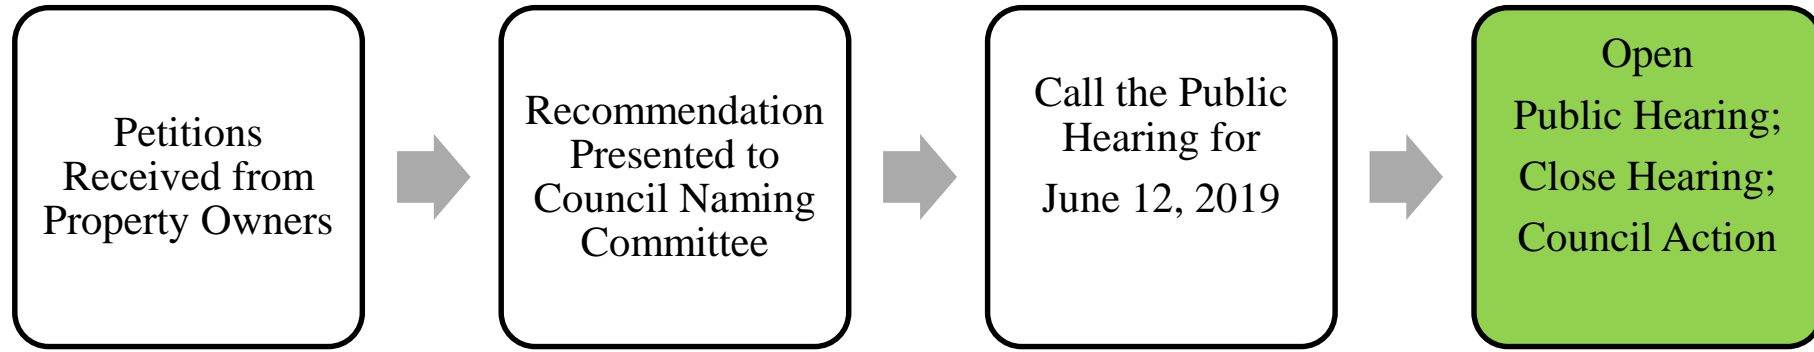 Petitions
Received from
Property Owners
Recommendation
Presented to
Council Naming
Committee
Call the Public
Hearing for
June 12, 2019
Open
Public Hearing;
Close Hearing;
Council Action